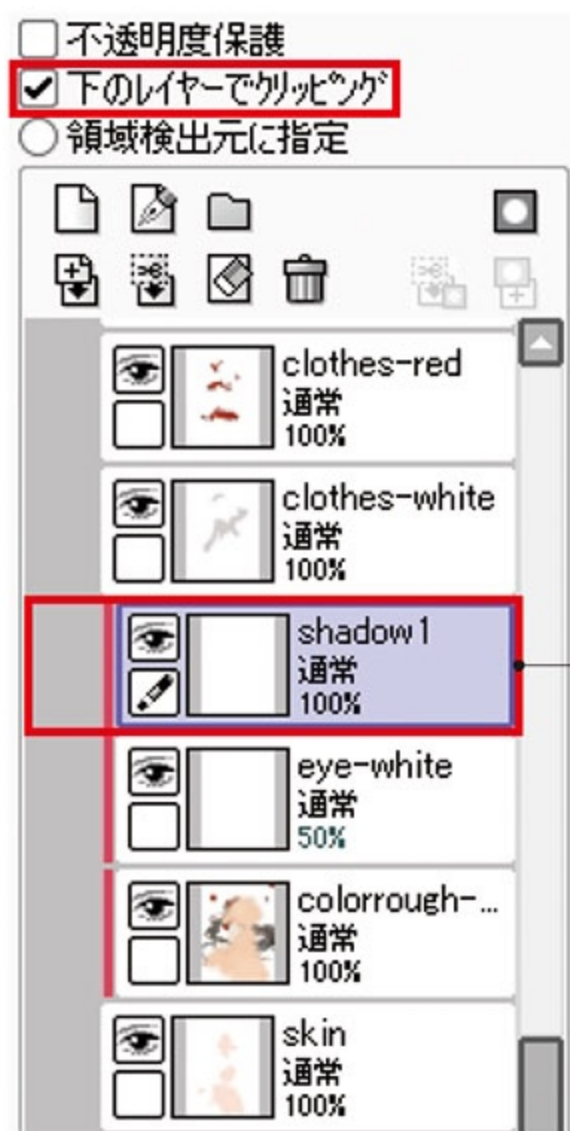 不透明度保護
下のレイヤーでクリッピング
領域検出元に指定
clothes-red
通常
100%
clothes-white
通常
100%
shadow1
通常
100%
eye-white
通常
50%
colorrough-...
通常
100%
skin
通常
100%